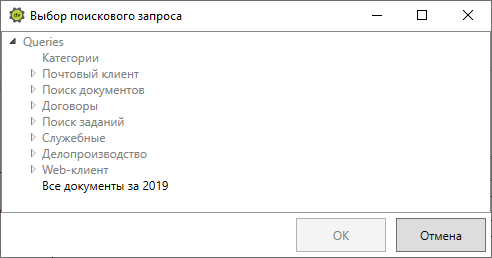 Выбор поискового запроса
Queries
Категории
Почтовый клиент
Поиск документов
Договоры
Поиск заданий
Служебные
Делопроизводство
Web-клиент
Все документы за 2019
OK
Отмена